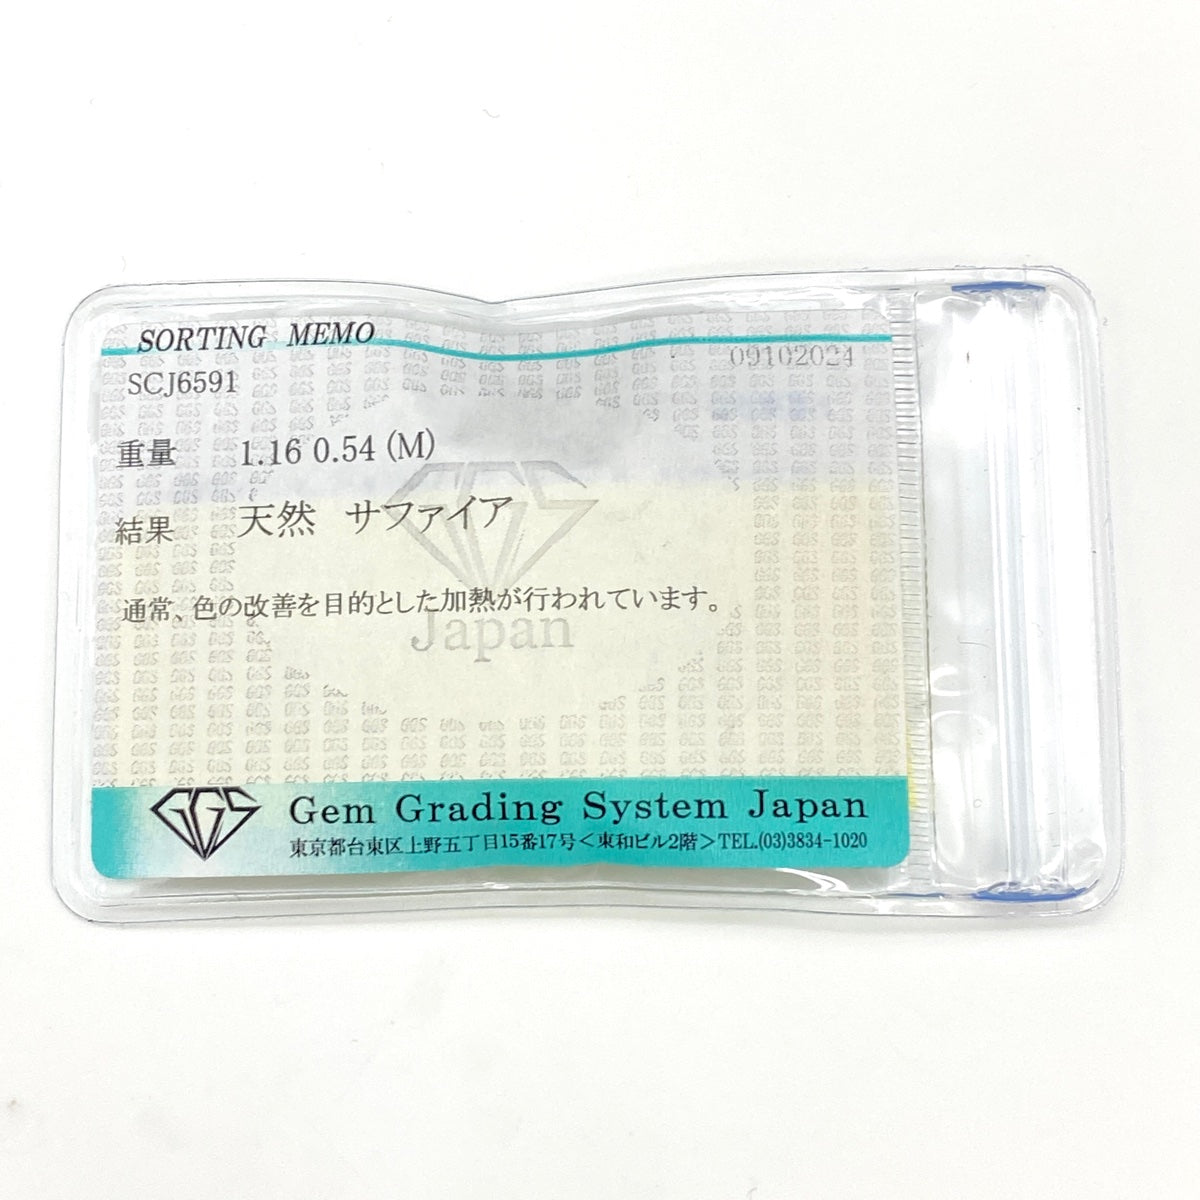 SORTING MEMO
09102024
SCJ6591
重量 1.16 0.54 (M)
結果 天然 サファイア
通常、色の改善を目的とした加熱が行われています。
GGS
Japan
GGS Gem Grading System Japan
東京都台東区上野五丁目15番17号＜東和ビル2階＞TEL.(03)3834-1020